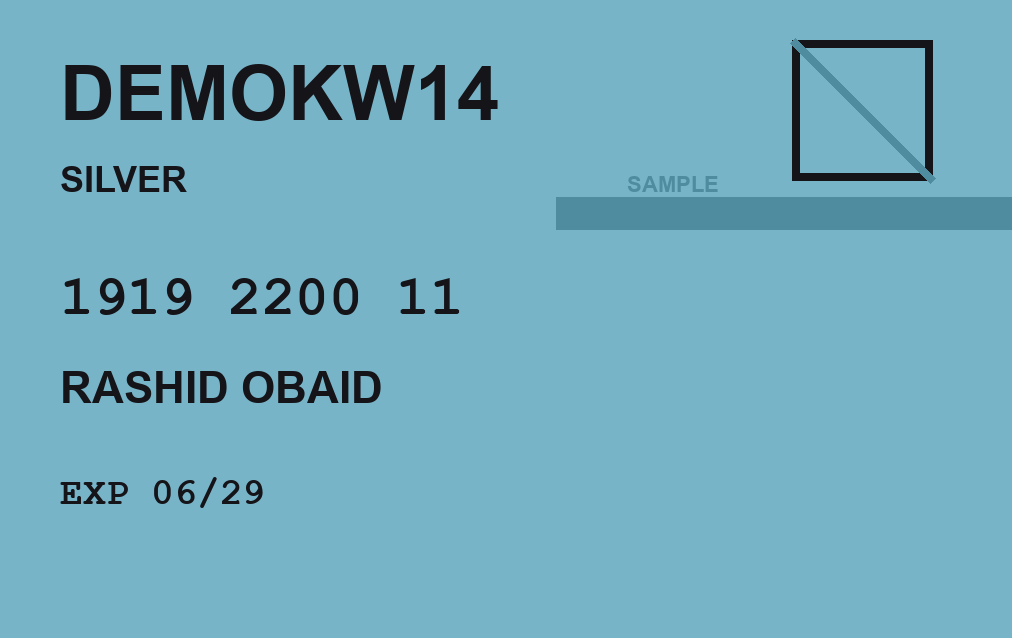 DEMOKW14
SILVER
SAMPLE
1919 2200 11
RASHID OBAID
EXP 06/29